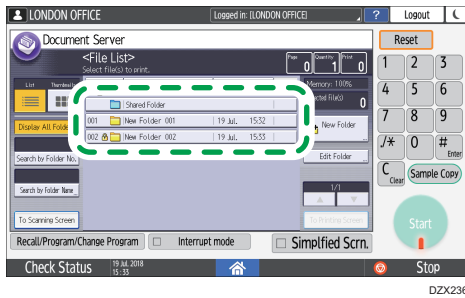 LONDON OFFICE
Logged in: [LONDON OFFICE]
?
Logout
Document Server
<File List>
Select file(s) to print.
Page 0
Quantity 1
Print 0
Reset
List
Thumbnails
Memory: 100%
Selected File(s) 0
Shared Folder
001 New Folder 001 19 Jul. 15:32
002 New Folder 002 19 Jul. 15:33
Display All Folders
New Folder
Search by Folder No.
Edit Folder
Search by Folder Name
1/1
To Scanning Screen
To Printing Screen
1 2 3
4 5 6
7 8 9
./* 0 # Enter
C Clear
Sample Copy
Start
Recall/Program/Change Program
Interrupt mode
Simplfied Scrn.
Check Status
19 Jul. 2018
15:33
Stop
DZX236